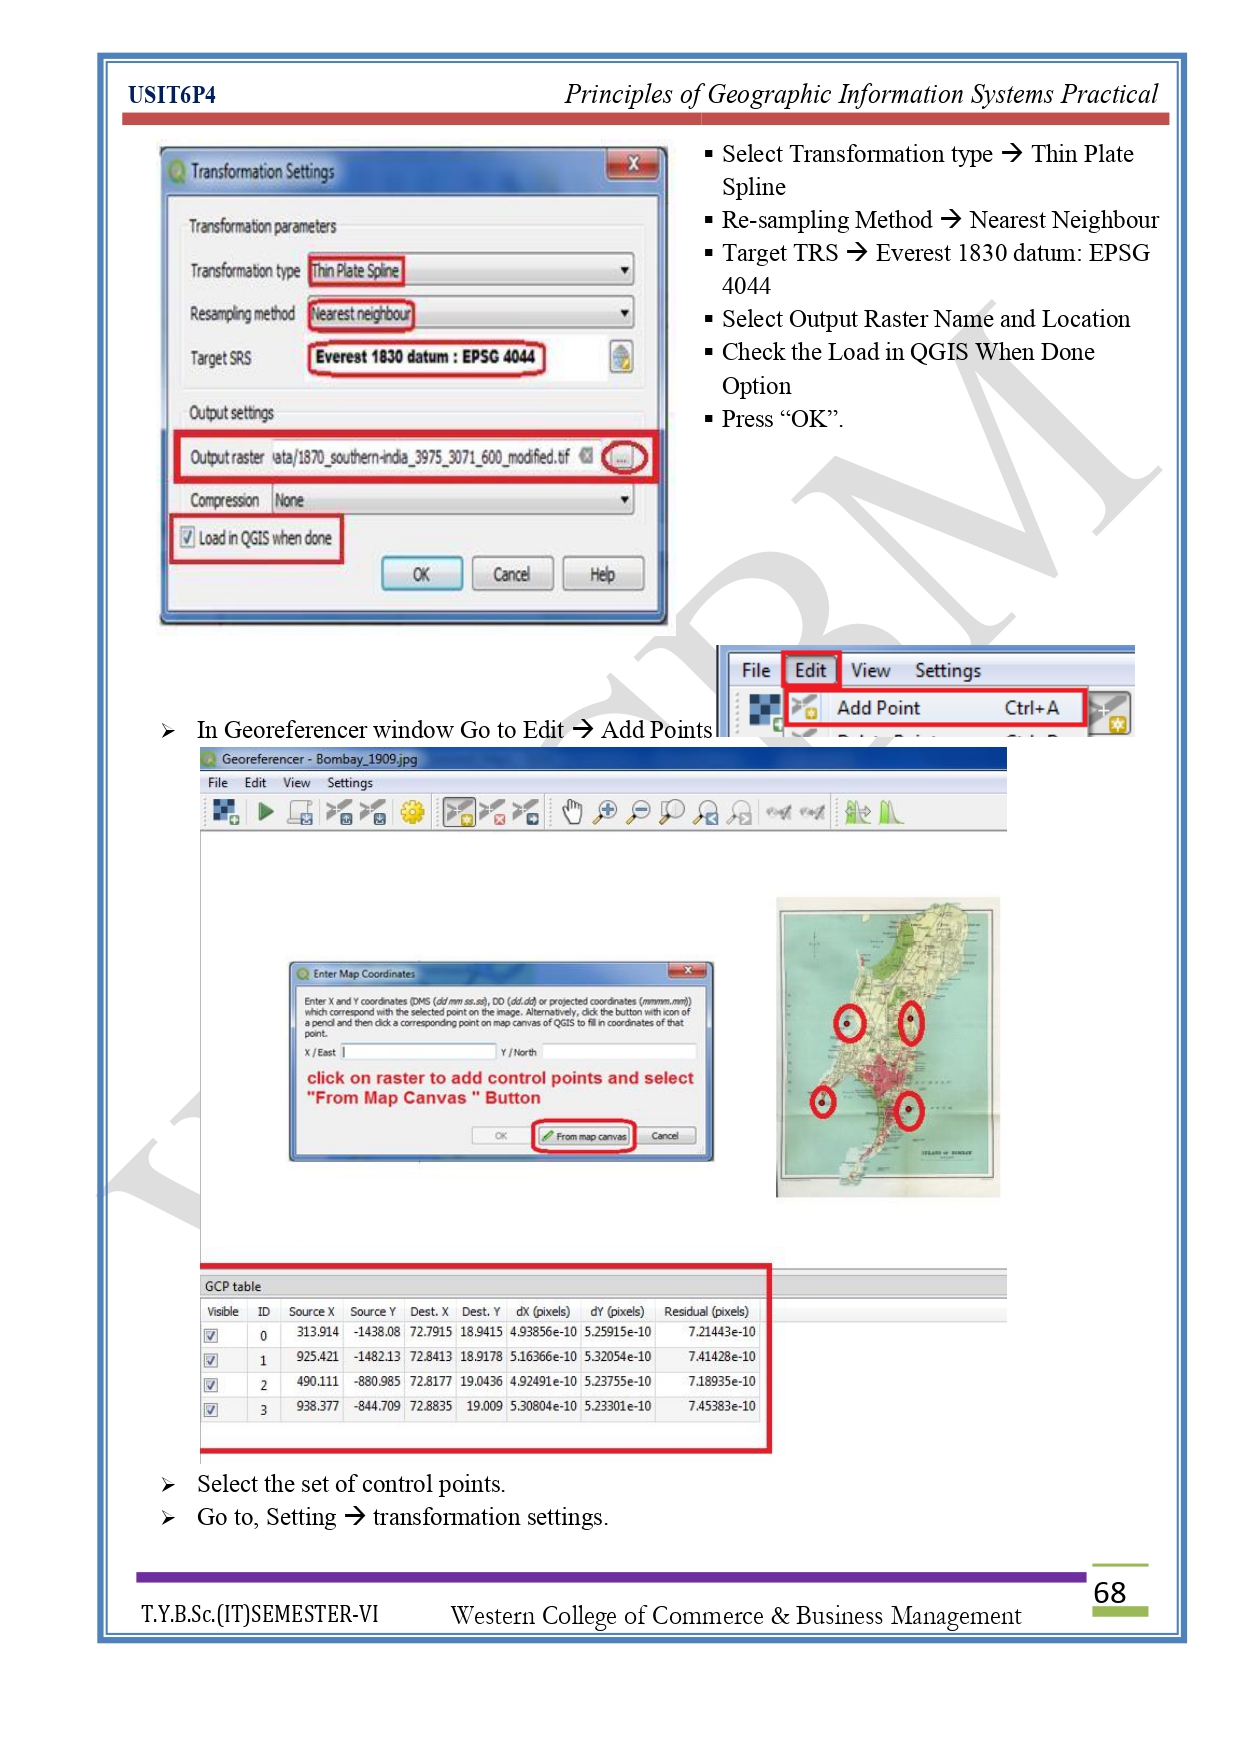 USIT6P4 Principles of Geographic Information Systems Practical
Transformation Settings
Transformation parameters
Transformation type Thin Plate Spline
Resampling method Nearest neighbour
Target SRS Everest 1830 datum : EPSG 4044
Output settings
Output raster ata/1870_southern-india_3975_3071_600_modified.tif ...
Compression None
Load in QGIS when done
OK Cancel Help
▪ Select Transformation type → Thin Plate
Spline
▪ Re-sampling Method → Nearest Neighbour
▪ Target TRS → Everest 1830 datum: EPSG
4044
▪ Select Output Raster Name and Location
▪ Check the Load in QGIS When Done
Option
▪ Press “OK”.
File Edit View Settings
Add Point Ctrl+A
➢ In Georeferencer window Go to Edit → Add Points
Georeferencer - Bombay_1909.jpg
File Edit View Settings
Enter Map Coordinates
Enter X and Y coordinates (DMS (dd mm ss.ss), DD (dd.dd) or projected coordinates (mmmm.mm))
which correspond with the selected point on the image. Alternatively, click the button with icon of
a pencil and then click a corresponding point on map canvas of QGIS to fill in coordinates of that
point.
X / East Y / North
click on raster to add control points and select
"From Map Canvas " Button
OK From map canvas Cancel
ISLAND OF BOMBAY
GCP table
Visible ID Source X Source Y Dest. X Dest. Y dX (pixels) dY (pixels) Residual (pixels)
0 313.914 -1438.08 72.7915 18.9415 4.93856e-10 5.25915e-10 7.21443e-10
1 925.421 -1482.13 72.8413 18.9178 5.16366e-10 5.32054e-10 7.41428e-10
2 490.111 -880.985 72.8177 19.0436 4.92491e-10 5.23755e-10 7.18935e-10
3 938.377 -844.709 72.8835 19.009 5.30804e-10 5.23301e-10 7.45383e-10
➢ Select the set of control points.
➢ Go to, Setting → transformation settings.
68
T.Y.B.Sc.(IT)SEMESTER-VI Western College of Commerce & Business Management